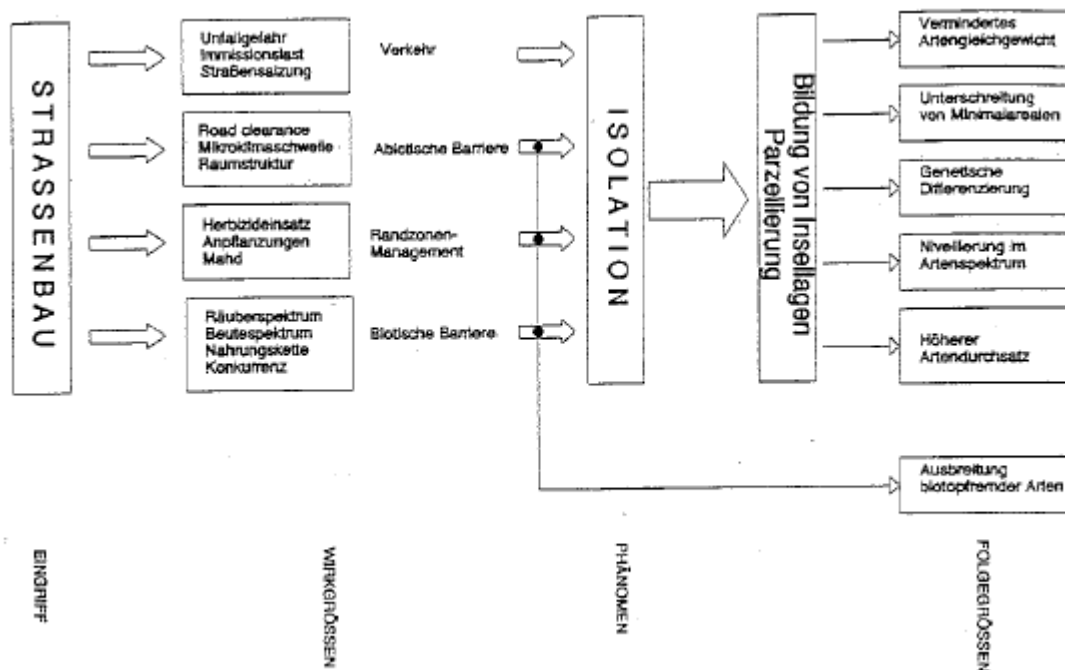 STRASSENBAU
Unfallgefahr
Immissionslast
Straßensalzung
Verkehr
Road clearance
Mikroklimaschwelle
Raumstruktur
Abiotische Barriere
Herbizideinsatz
Anpflanzungen
Mahd
Randzonen-
Management
Räuberspektrum
Beutespektrum
Nahrungskette
Konkurrenz
Biotische Barriere
ISOLATION
Bildung von Insellagen
Parzellierung
Vermindertes
Artengleichgewicht
Unterschreitung
von Minimalarealen
Genetische
Differenzierung
Nivellierung im
Artenspektrum
Höherer
Artendurchsatz
Ausbreitung
biotopfremder Arten
EINGRIFF
WIRKGRÖSSEN
PHÄNOMEN
FOLGEGRÖSSEN